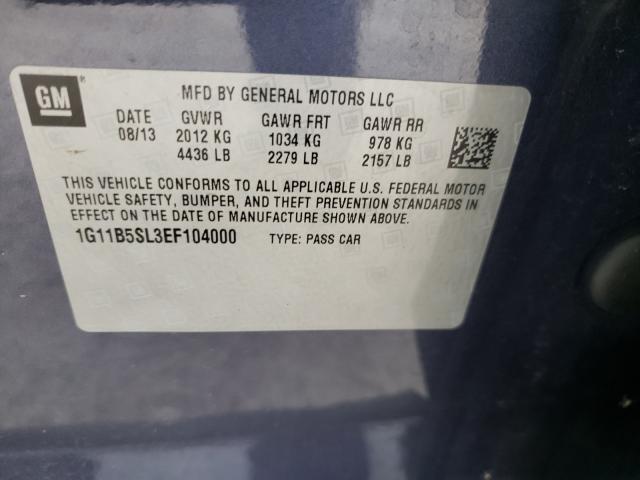 GM ®
MFD BY GENERAL MOTORS LLC
DATE GVWR GAWR FRT GAWR RR
08/13 2012 KG 1034 KG 978 KG
4436 LB 2279 LB 2157 LB
THIS VEHICLE CONFORMS TO ALL APPLICABLE U.S. FEDERAL MOTOR
VEHICLE SAFETY, BUMPER, AND THEFT PREVENTION STANDARDS IN
EFFECT ON THE DATE OF MANUFACTURE SHOWN ABOVE.
1G11B5SL3EF104000 TYPE: PASS CAR